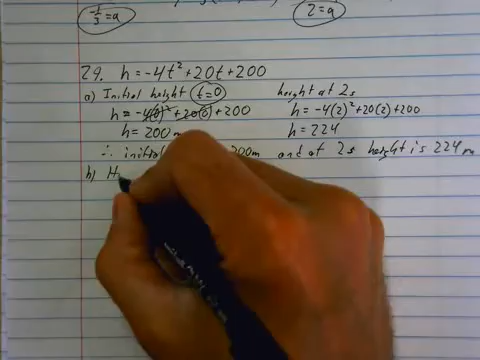 1/3 = a
2 = a
29. h = -4t² + 20t + 200
a) Initial height t=0 height at 2s
h = -4(0)² + 20(0) + 200 h = -4(2)² + 20(2) + 200
h = 200m h = 224
∴ initial 200m and at 2s height is 224m
b) H